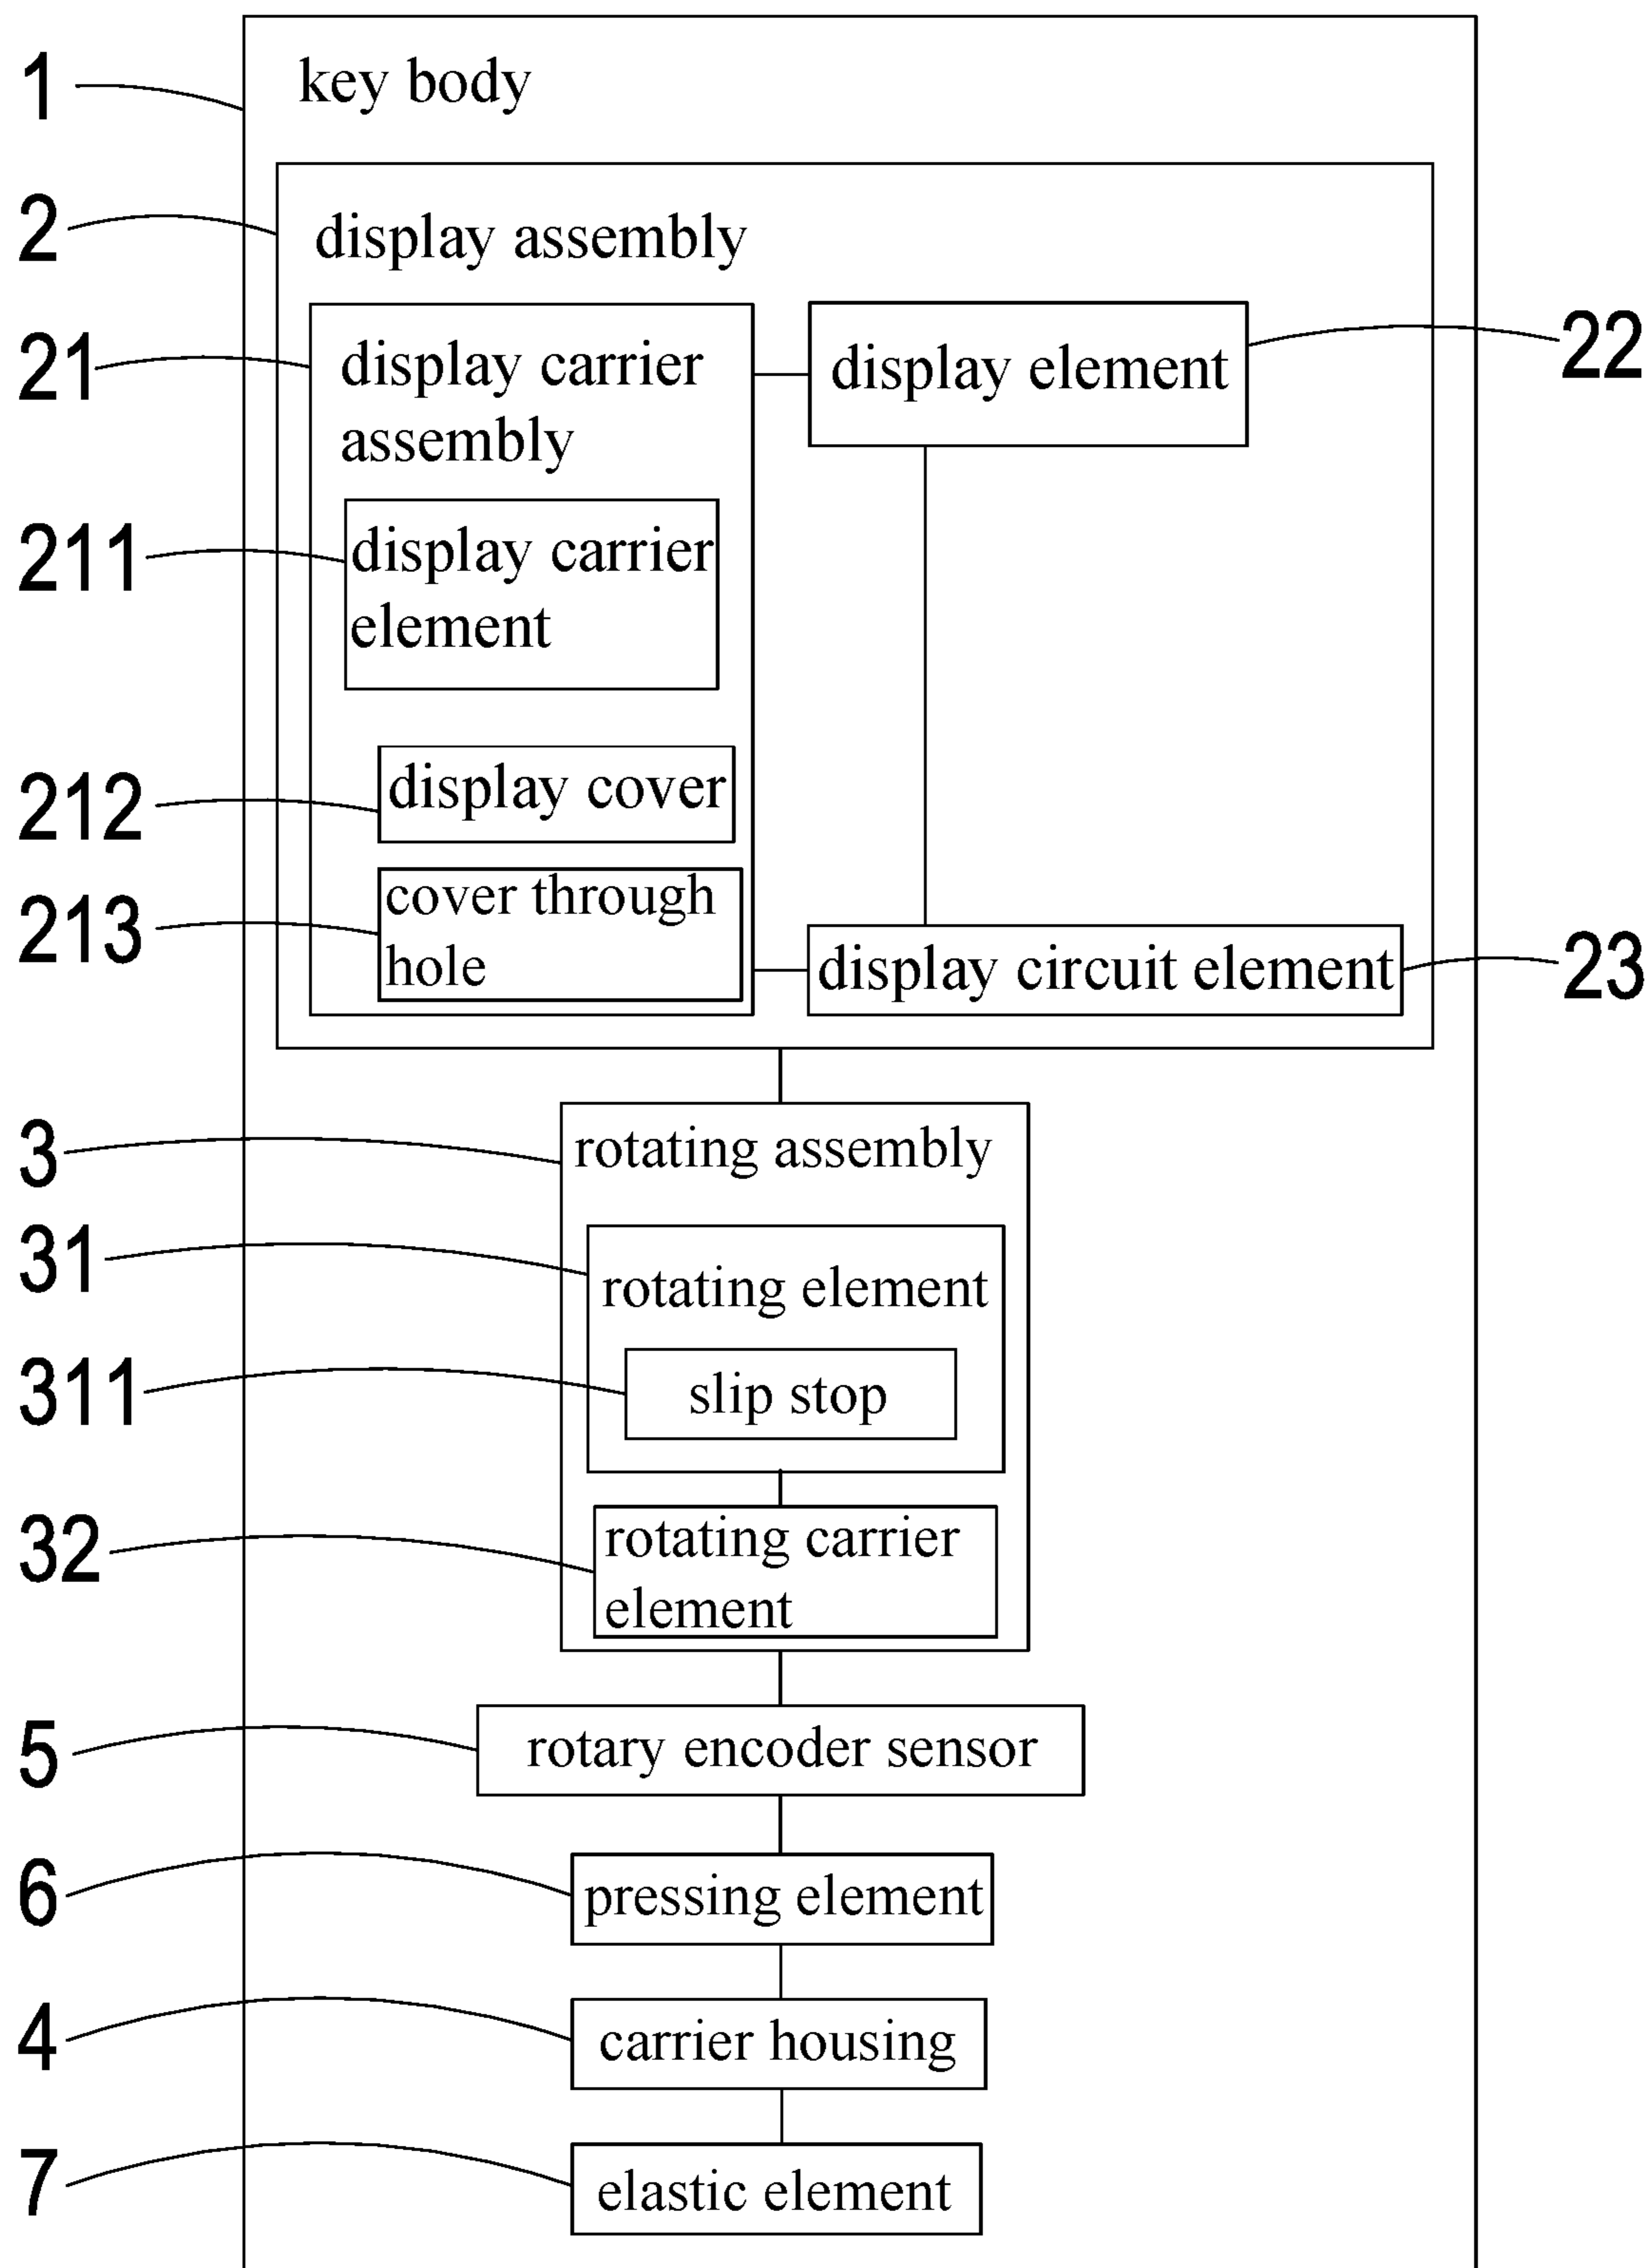 1
key body
2
display assembly
21
display carrier
assembly
display element
22
211
display carrier
element
212
display cover
213
cover through
hole
display circuit element
23
3
rotating assembly
31
rotating element
311
slip stop
32
rotating carrier
element
5
rotary encoder sensor
6
pressing element
4
carrier housing
7
elastic element